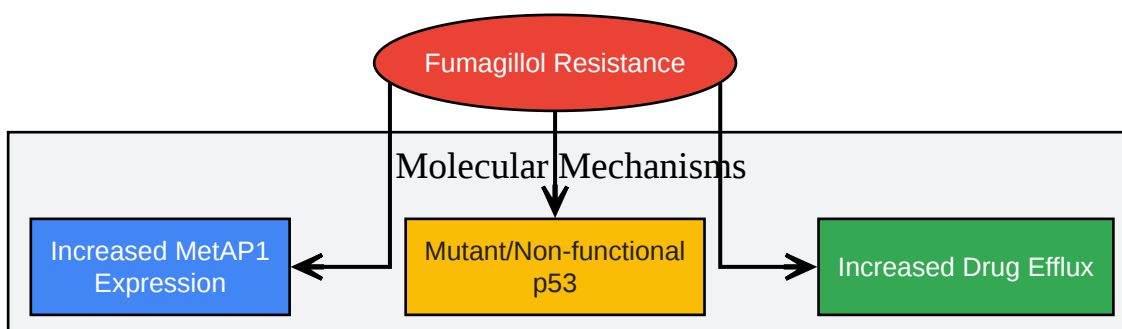 Fumagillol Resistance
Molecular Mechanisms
Increased MetAP1
Expression
Mutant/Non-functional
p53
Increased Drug Efflux